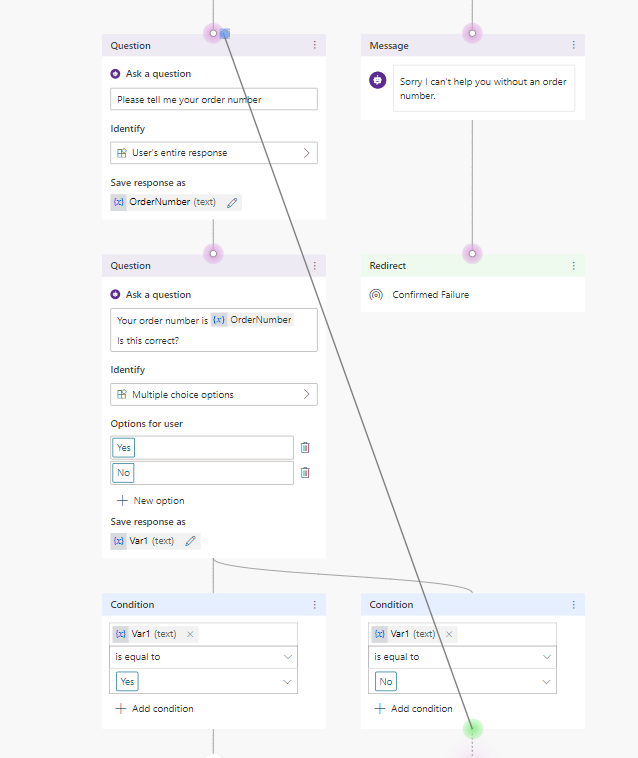 Question
Ask a question
Please tell me your order number
Identify
User's entire response
Save response as
{x} OrderNumber (text)
Message
Sorry I can't help you without an order
number.
Question
Ask a question
Your order number is {x} OrderNumber
Is this correct?
Identify
Multiple choice options
Options for user
Yes
No
New option
Save response as
{x} Var1 (text)
Redirect
Confirmed Failure
Condition
{x} Var1 (text)
is equal to
Yes
Add condition
Condition
{x} Var1 (text)
is equal to
No
Add condition